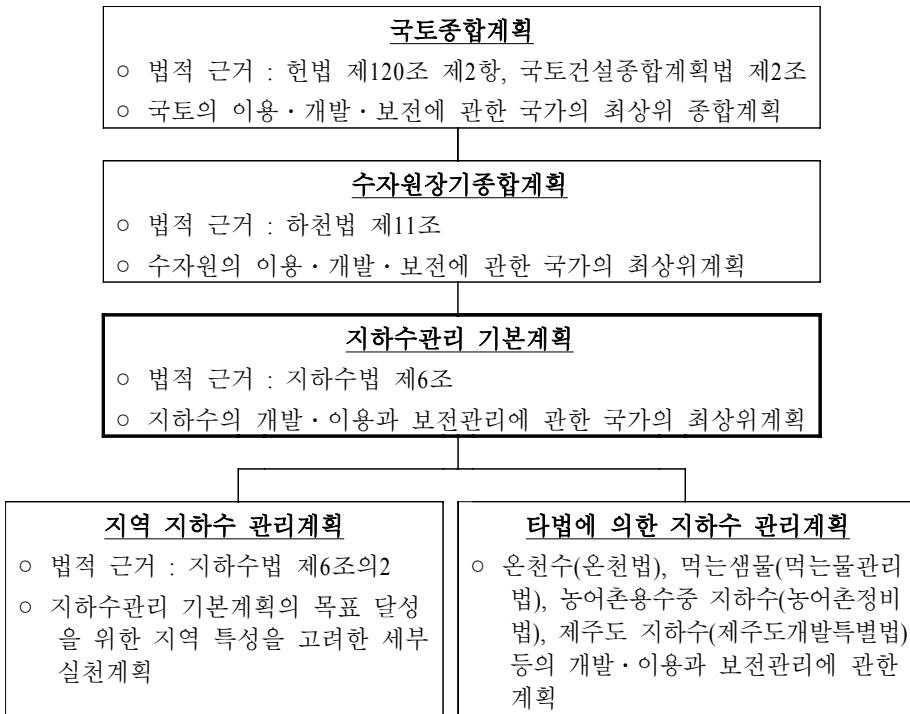 국토종합계획
○ 법적 근거 : 헌법 제120조 제2항, 국토건설종합계획법 제2조
○ 국토의 이용・개발・보전에 관한 국가의 최상위 종합계획
수자원장기종합계획
○ 법적 근거 : 하천법 제11조
○ 수자원의 이용・개발・보전에 관한 국가의 최상위계획
지하수관리 기본계획
○ 법적 근거 : 지하수법 제6조
○ 지하수의 개발・이용과 보전관리에 관한 국가의 최상위계획
지역 지하수 관리계획
○ 법적 근거 : 지하수법 제6조의2
○ 지하수관리 기본계획의 목표 달성
을 위한 지역 특성을 고려한 세부
실천계획
타법에 의한 지하수 관리계획
○ 온천수(온천법), 먹는샘물(먹는물관리
법), 농어촌용수중 지하수(농어촌정비
법), 제주도 지하수(제주도개발특별법)
등의 개발・이용과 보전관리에 관한
계획